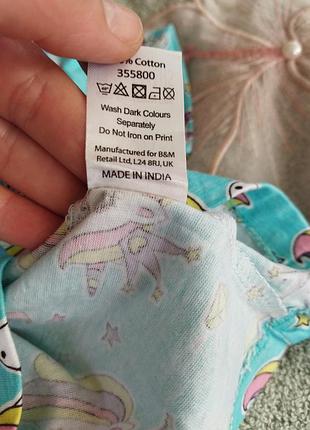 % Cotton
355800
Wash Dark Colours
Separately
Do Not Iron on Print
Manufactured for B&M
Retail Ltd, L24 8RJ, UK
MADE IN INDIA